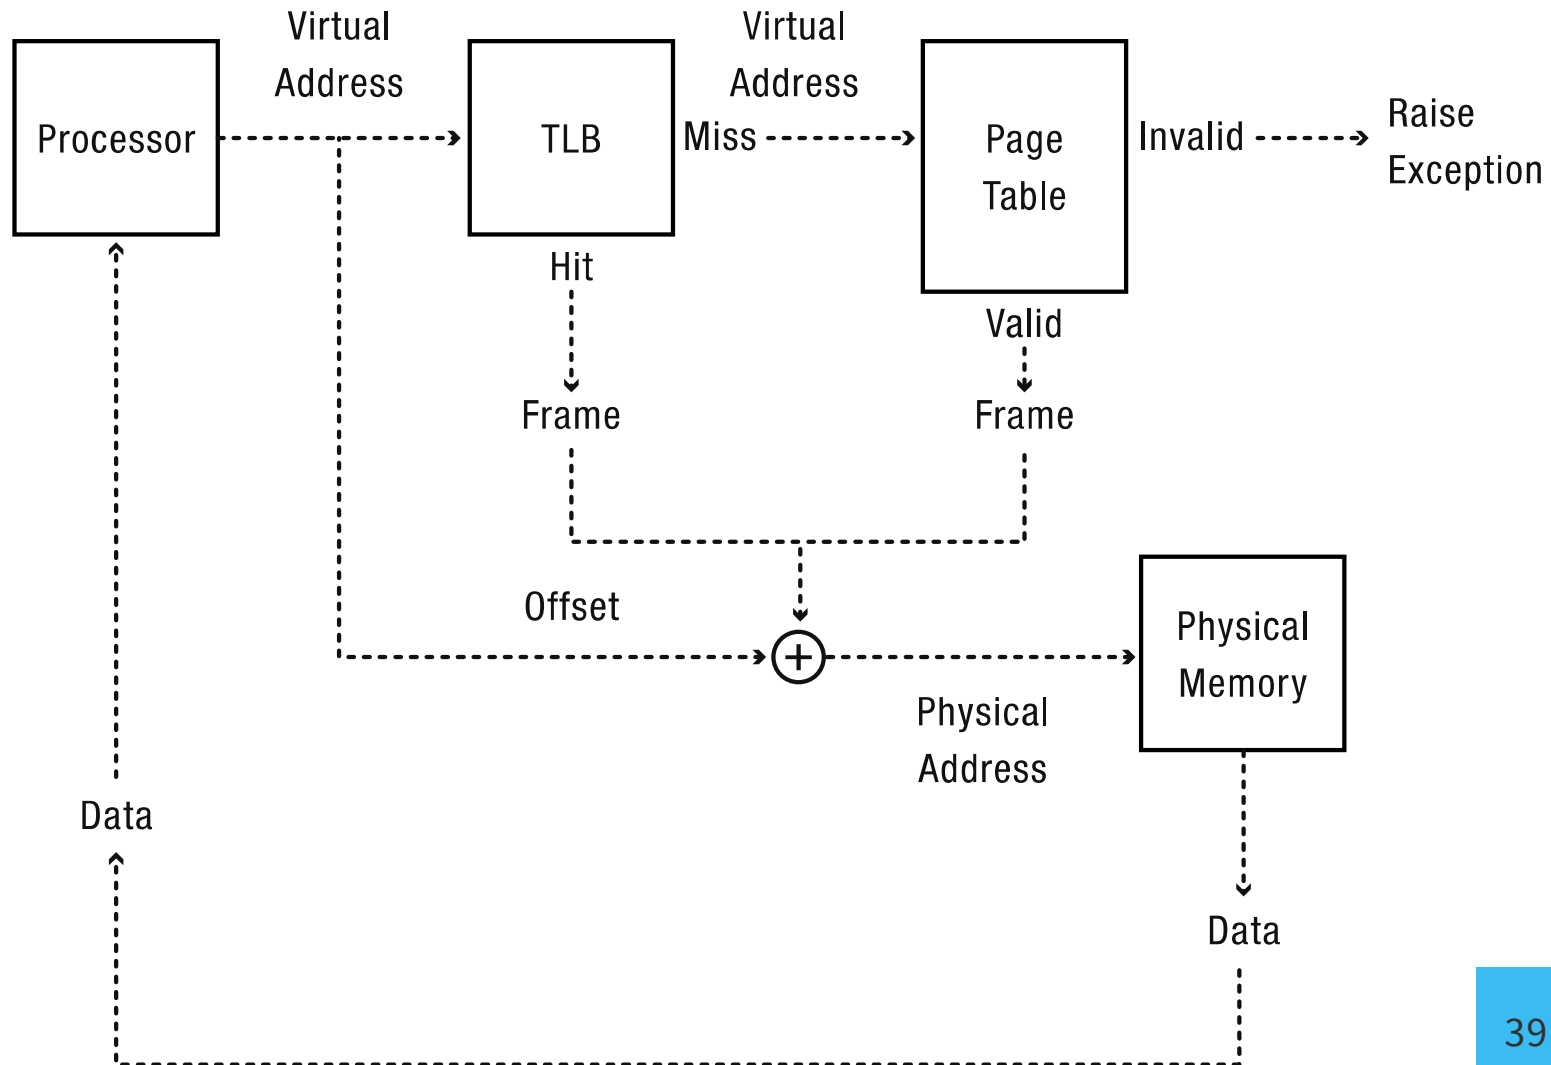 Virtual
Address
Virtual
Address
Processor
TLB
Miss
Page
Table
Invalid
Raise
Exception
Hit
Valid
Frame
Frame
Offset
+
Physical
Memory
Physical
Address
Data
Data
39